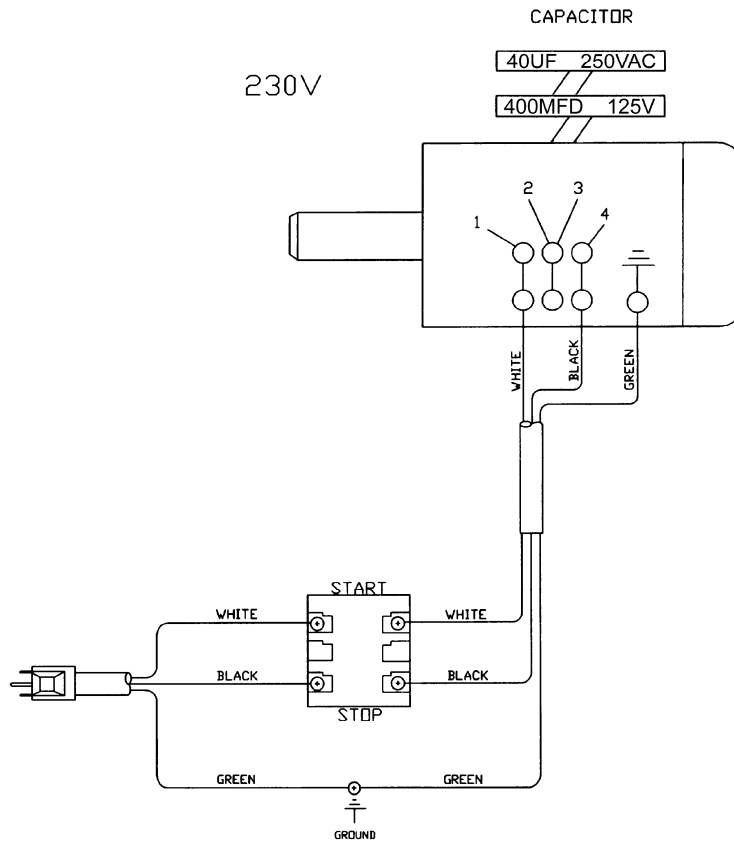 CAPACITOR
40UF 250VAC
230V
400MFD 125V
2 3
1 4
WHITE
BLACK
GREEN
START
WHITE WHITE
BLACK BLACK
STOP
GREEN GREEN
GROUND